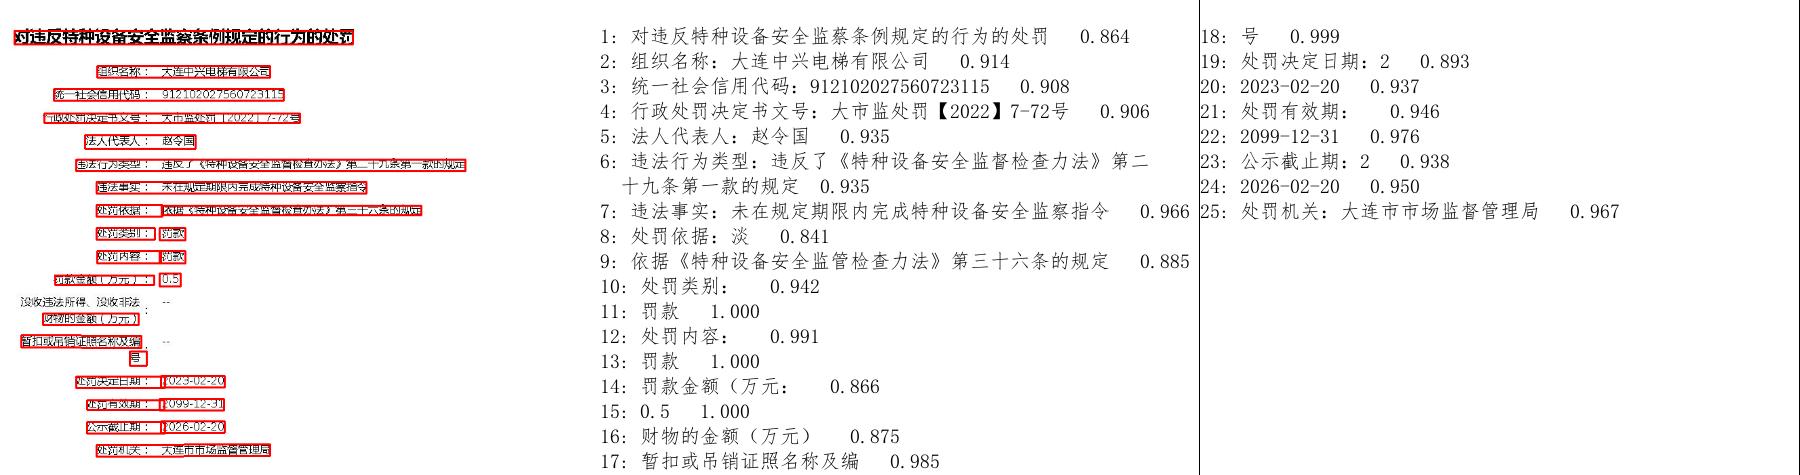 对违反特种设备安全监察条例规定的行为的处罚
组织名称： 大连中兴电梯有限公司
统一社会信用代码： 912102027560723115
行政处罚决定书文号： 大市监处罚【2022】7-72号
法人代表人： 赵令国
违法行为类型： 违反了《特种设备安全监督检查办法》第二十九条第一款的规定
违法事实： 未在规定期限内完成特种设备安全监察指令
处罚依据： 依据《特种设备安全监督检查办法》第三十六条的规定
处罚类别： 罚款
处罚内容： 罚款
罚款金额（万元）： 0.5
没收违法所得、没收非法 --
财物的金额（万元） ：
暂扣或吊销证照名称及编 --
号 ：
处罚决定日期： 2023-02-20
处罚有效期： 2099-12-31
公示截止期： 2026-02-20
处罚机关： 大连市市场监督管理局
1: 对违反特种设备安全监蔡条例规定的行为的处罚 0.864
2: 组织名称：大连中兴电梯有限公司 0.914
3: 统一社会信用代码：912102027560723115 0.908
4: 行政处罚决定书文号：大市监处罚【2022】7-72号 0.906
5: 法人代表人：赵令国 0.935
6: 违法行为类型：违反了《特种设备安全监督检查力法》第二
十九条第一款的规定 0.935
7: 违法事实：未在规定期限内完成特种设备安全监察指令 0.966
8: 处罚依据：淡 0.841
9: 依据《特种设备安全监管检查力法》第三十六条的规定 0.885
10: 处罚类别： 0.942
11: 罚款 1.000
12: 处罚内容： 0.991
13: 罚款 1.000
14: 罚款金额（万元： 0.866
15: 0.5 1.000
16: 财物的金额（万元） 0.875
17: 暂扣或吊销证照名称及编 0.985
18: 号 0.999
19: 处罚决定日期：2 0.893
20: 2023-02-20 0.937
21: 处罚有效期： 0.946
22: 2099-12-31 0.976
23: 公示截止期：2 0.938
24: 2026-02-20 0.950
25: 处罚机关：大连市市场监督管理局 0.967